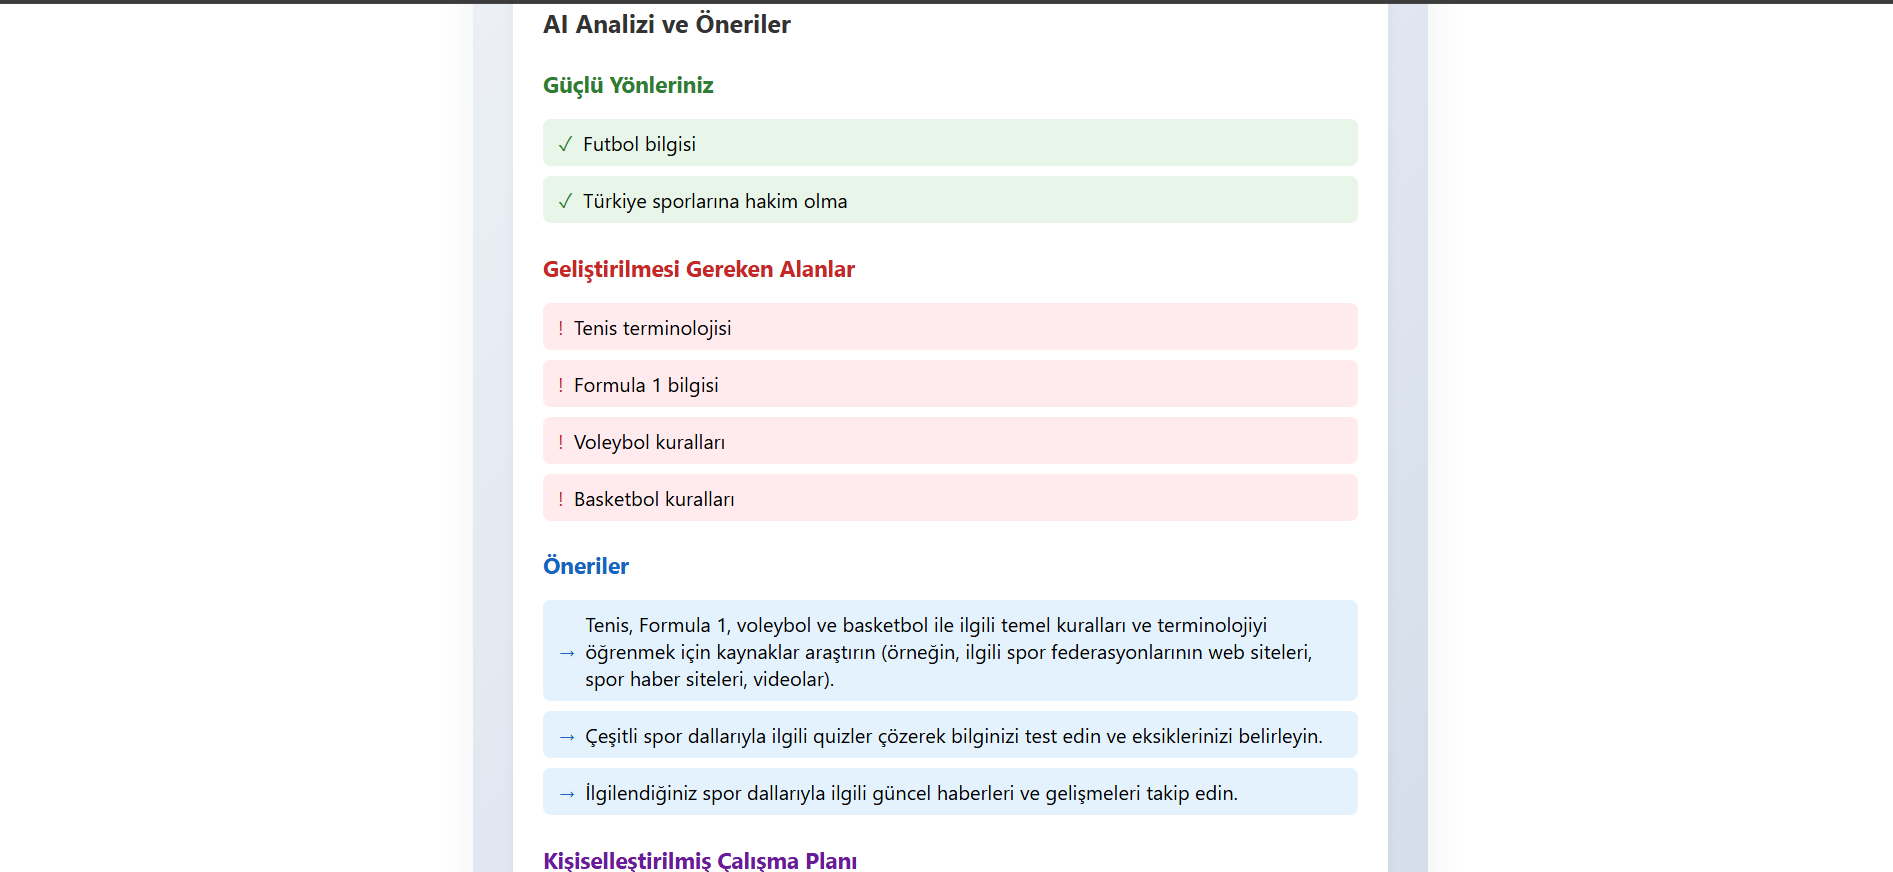 AI Analizi ve Öneriler
Güçlü Yönleriniz
✓ Futbol bilgisi
✓ Türkiye sporlarına hakim olma
Geliştirilmesi Gereken Alanlar
! Tenis terminolojisi
! Formula 1 bilgisi
! Voleybol kuralları
! Basketbol kuralları
Öneriler
Tenis, Formula 1, voleybol ve basketbol ile ilgili temel kuralları ve terminolojiyi
→ öğrenmek için kaynaklar araştırın (örneğin, ilgili spor federasyonlarının web siteleri,
spor haber siteleri, videolar).
→ Çeşitli spor dallarıyla ilgili quizler çözerek bilginizi test edin ve eksiklerinizi belirleyin.
→ İlgilendiğiniz spor dallarıyla ilgili güncel haberleri ve gelişmeleri takip edin.
Kişiselleştirilmiş Çalışma Planı